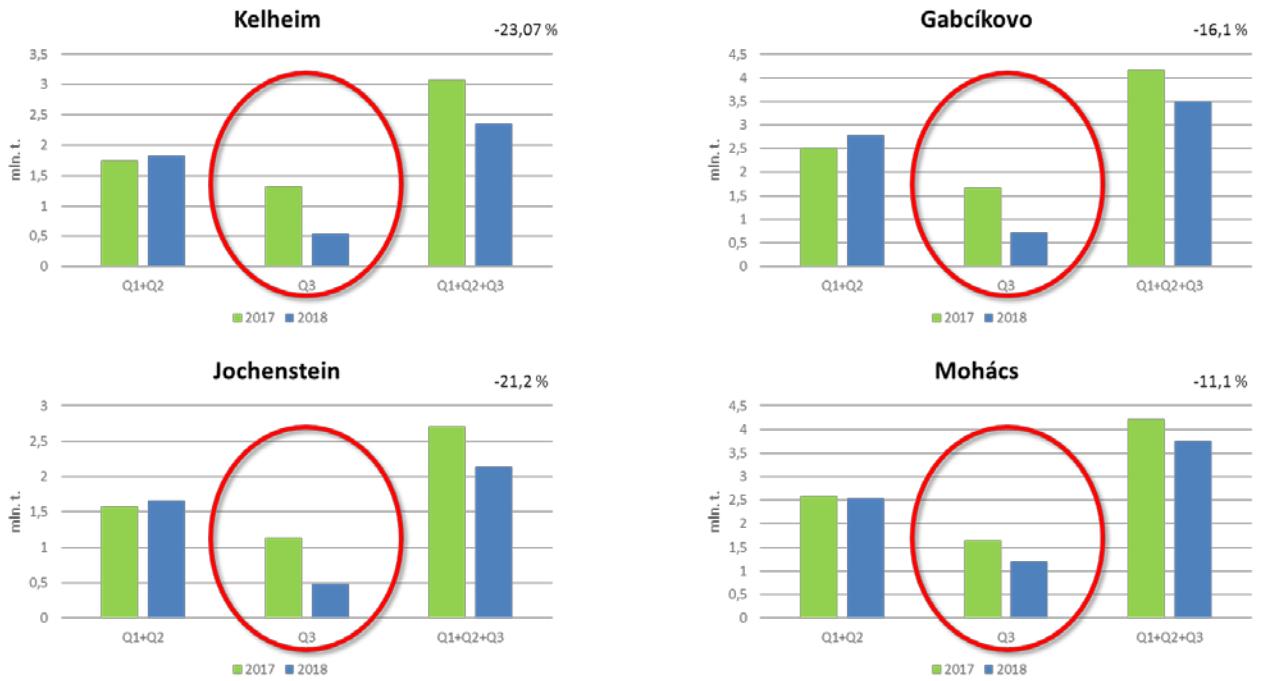 Kelheim
-23,07 %
3,5
3
2,5
2
1,5
1
0,5
0
mln. t.
Q1+Q2
Q3
Q1+Q2+Q3
2017
2018
Gabcíkovo
-16,1 %
4,5
4
3,5
3
2,5
2
1,5
1
0,5
0
mln. t.
Q1+Q2
Q3
Q1+Q2+Q3
2017
2018
Jochenstein
-21,2 %
3
2,5
2
1,5
1
0,5
0
mln. t.
Q1+Q2
Q3
Q1+Q2+Q3
2017
2018
Mohács
-11,1 %
4,5
4
3,5
3
2,5
2
1,5
1
0,5
0
mln. t.
Q1+Q2
Q3
Q1+Q2+Q3
2017
2018